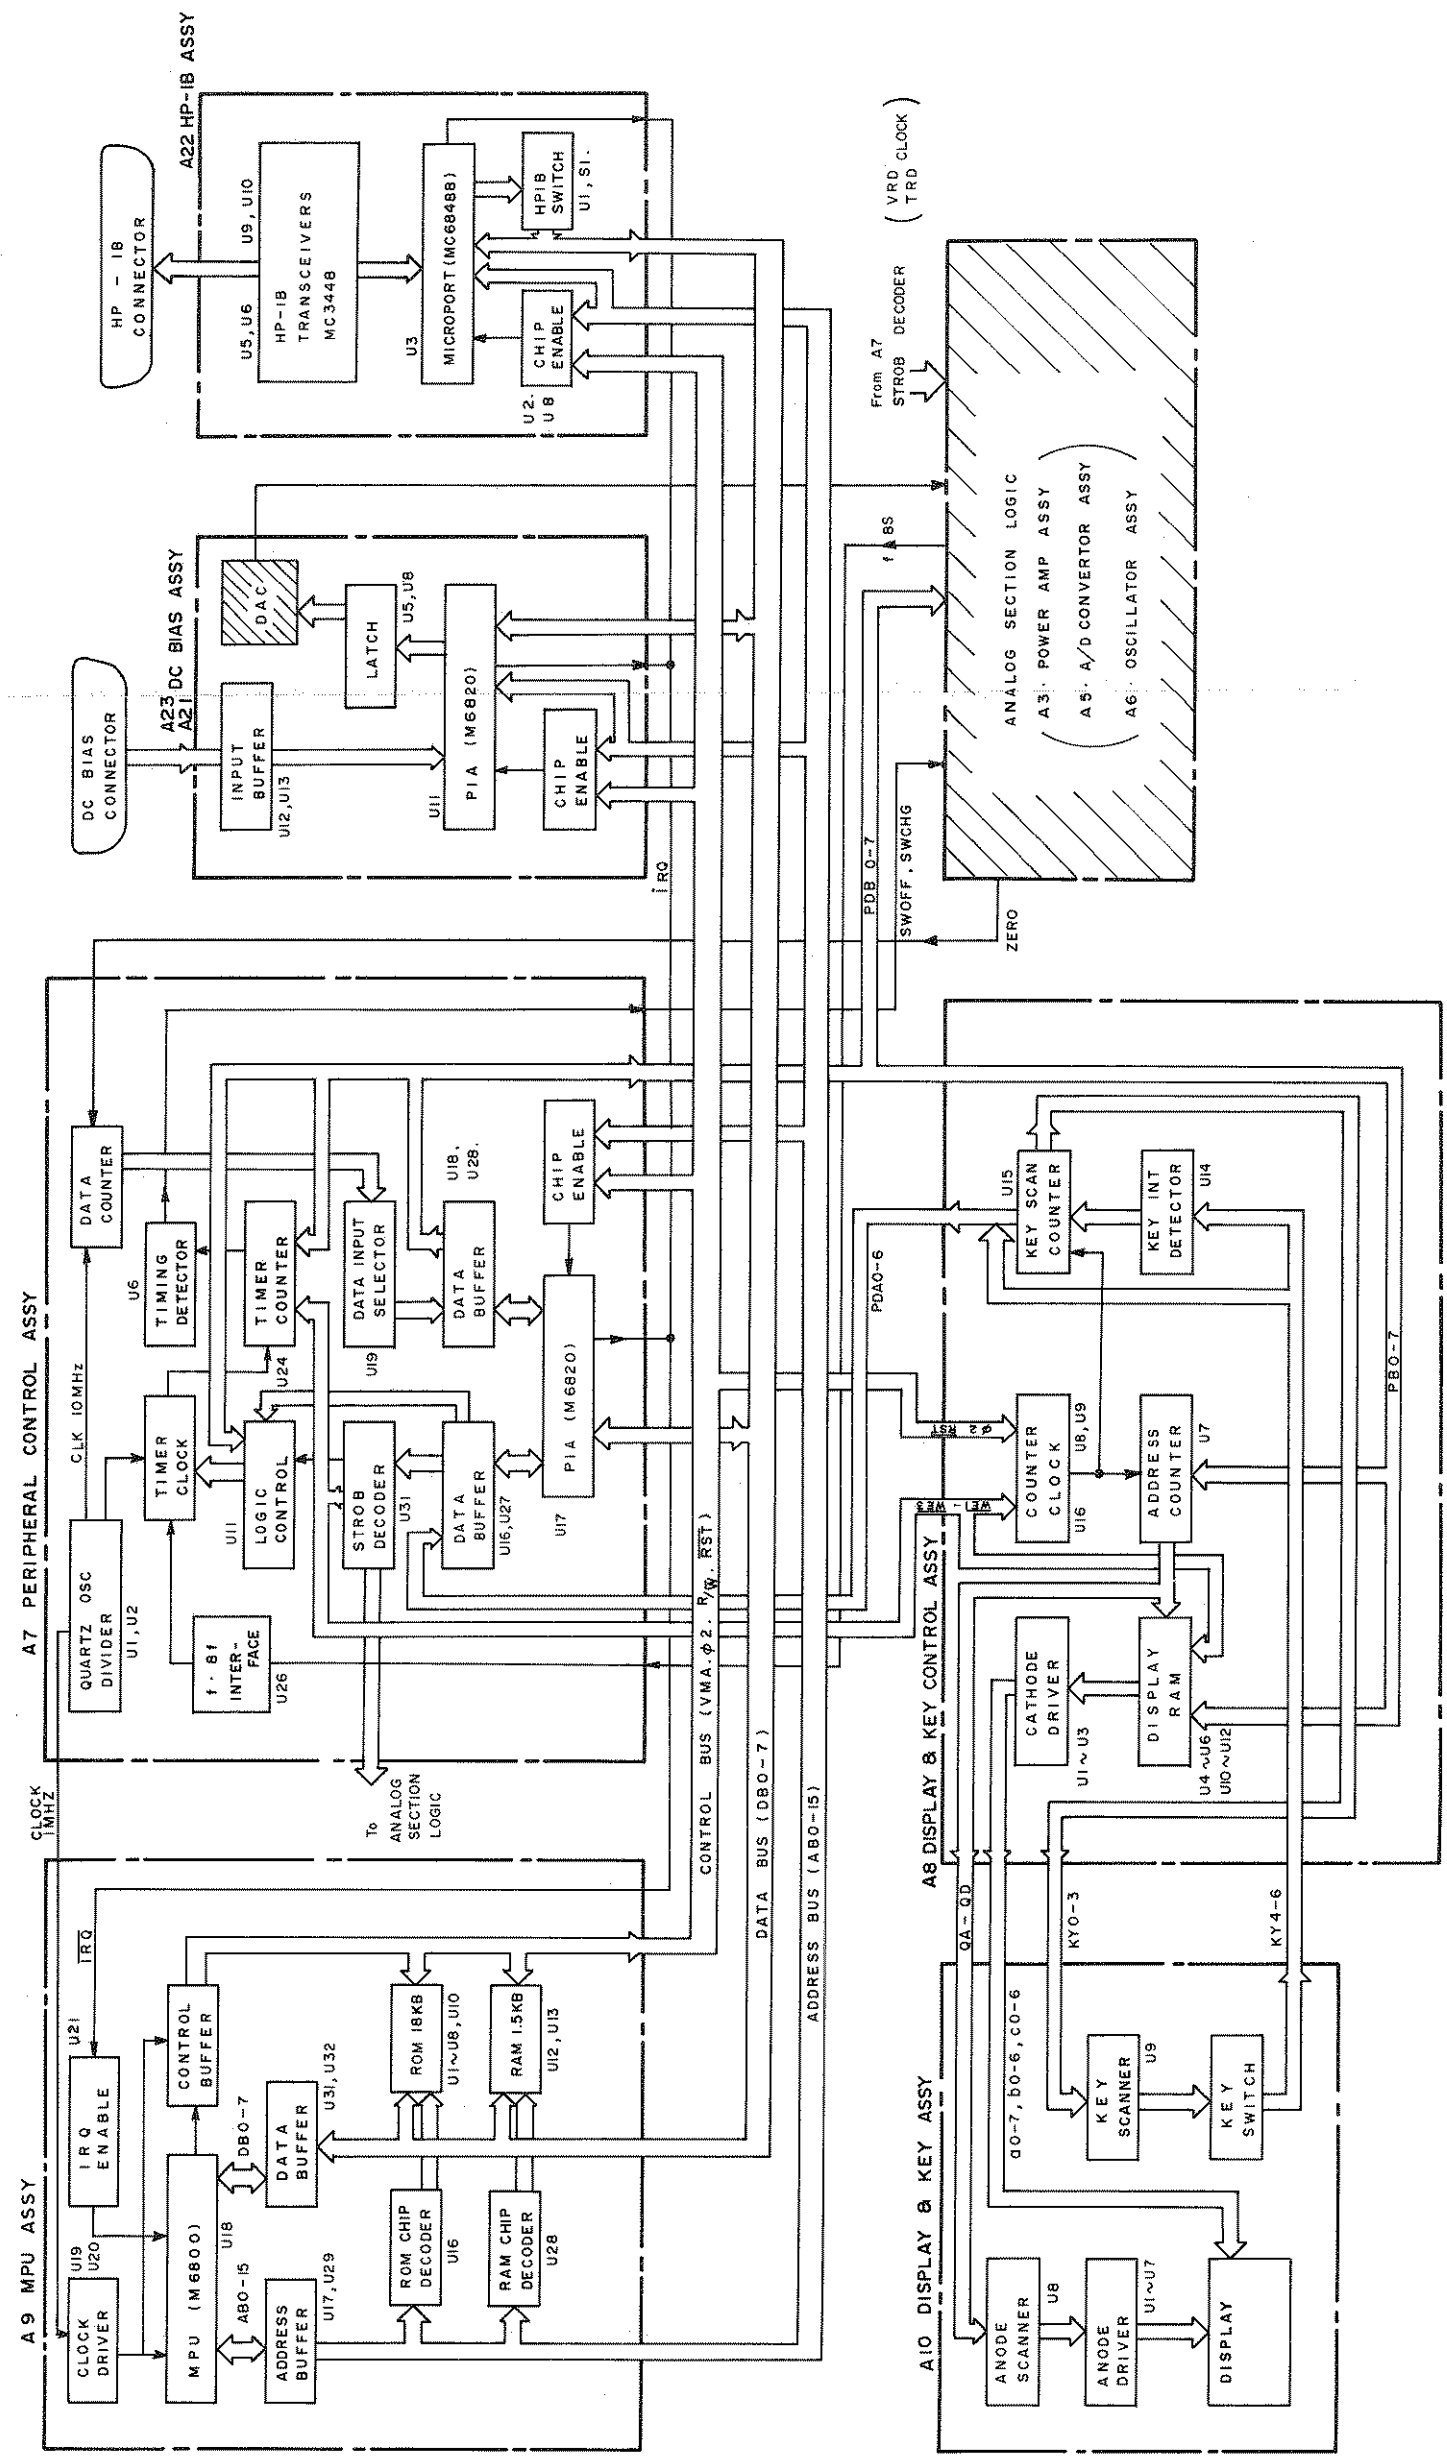 A9 MPU ASSY
CLOCK
DRIVER
U19
U20
IRQ
ENABLE
U21
IRQ
CLOCK
1MHZ
MPU (M6800)
U18
CONTROL
BUFFER
AB0-15
DB0-7
ADDRESS
BUFFER
U17, U29
DATA
BUFFER
U31, U32
ROM CHIP
DECODER
U16
ROM 18KB
U1~U8, U10
RAM CHIP
DECODER
U28
RAM 1.5KB
U12, U13
A7 PERIPHERAL CONTROL ASSY
QUARTZ OSC
DIVIDER
U1, U2
CLK 10MHz
DATA
COUNTER
TIMER
CLOCK
U6
TIMING
DETECTOR
f · 8f
INTER-
FACE
U26
U11
LOGIC
CONTROL
U24
TIMER
COUNTER
STROB
DECODER
U31
U19
DATA INPUT
SELECTOR
DATA
BUFFER
U16, U27
DATA
BUFFER
U18.
U28.
U17
PIA (M6820)
CHIP
ENABLE
To
ANALOG
SECTION
LOGIC
DC BIAS
CONNECTOR
A23
A21
DC BIAS ASSY
INPUT
BUFFER
U12, U13
DAC
LATCH
U5, U8
U11
PIA (M6820)
CHIP
ENABLE
IRQ
HP - IB
CONNECTOR
A22 HP-IB ASSY
U5, U6
U9, U10
HP-IB
TRANSCEIVERS
MC3448
U3
MICROPORT (MC68488)
U2.
U8
CHIP
ENABLE
HPIB
SWITCH
U1, S1.
CONTROL BUS (VMA. φ2. R/W. RST)
DATA BUS (DB0-7)
ADDRESS BUS (AB0-15)
PDB 0-7
SWOFF, SWCHG
ZERO
f 8S
From A7
STROB DECODER
(VRD
TRD CLOCK)
ANALOG SECTION LOGIC
A3 · POWER AMP ASSY
A5 · A/D CONVERTOR ASSY
A6 · OSCILLATOR ASSY
A8 DISPLAY & KEY CONTROL ASSY
PDA0-6
φ2 RST
WE1-WE3
COUNTER
CLOCK
U16
U8, U9
U15
KEY SCAN
COUNTER
CATHODE
DRIVER
U1~U3
DISPLAY
RAM
U4~U6
U10~U12
ADDRESS
COUNTER
U7
KEY INT
DETECTOR
U14
PB0-7
QA-QD
KY0-3
KY4-6
A10 DISPLAY & KEY ASSY
a0-7, b0-6, c0-6
ANODE
SCANNER
U8
ANODE
DRIVER
U1~U7
DISPLAY
KEY
SCANNER
U9
KEY
SWITCH